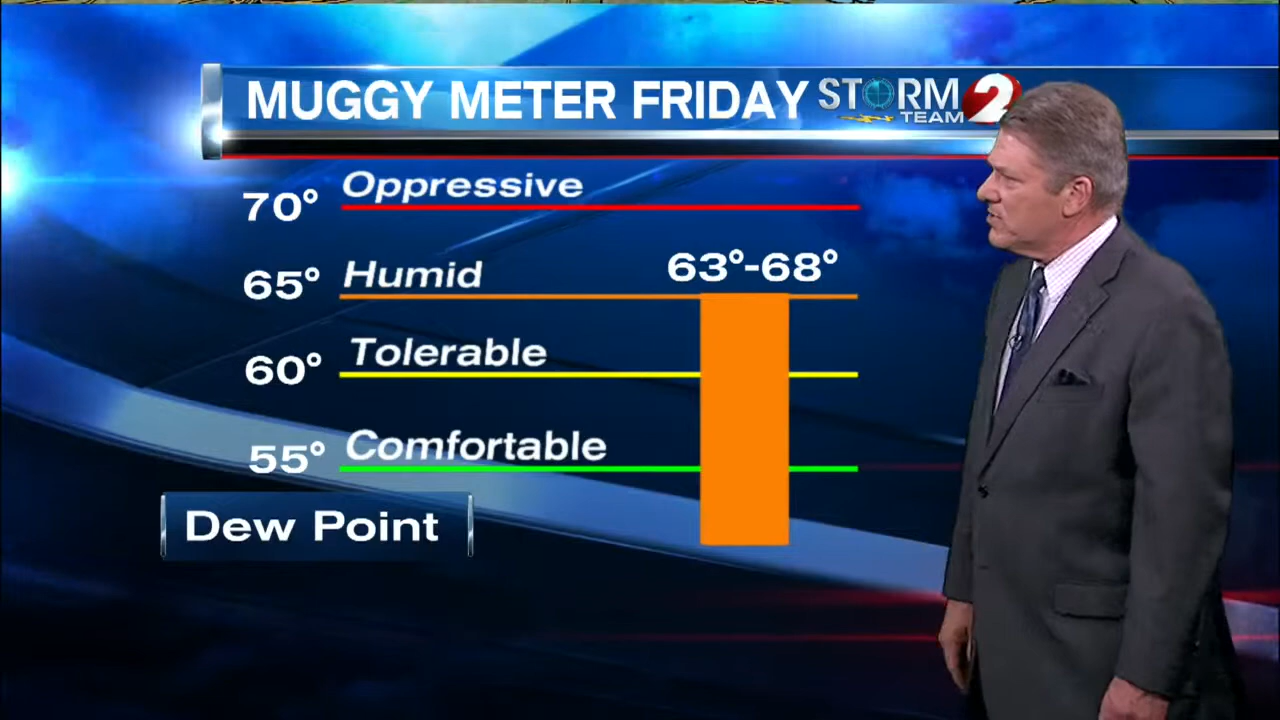 MUGGY METER FRIDAY STORM TEAM 2
70° Oppressive
65° Humid 63°-68°
60° Tolerable
55° Comfortable
Dew Point